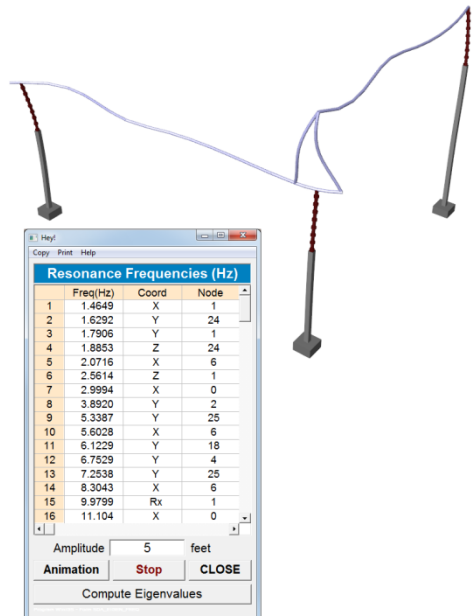 Hey!
Copy Print Help
Resonance Frequencies (Hz)
Freq(Hz) Coord Node
1 1.4649 X 1
2 1.6292 Y 24
3 1.7906 Y 1
4 1.8853 Z 24
5 2.0716 X 6
6 2.5614 Z 1
7 2.9994 X 0
8 3.8920 Y 2
9 5.3387 Y 25
10 5.6028 X 6
11 6.1229 Y 18
12 6.7529 Y 4
13 7.2538 Y 25
14 8.3043 X 6
15 9.9799 Rx 1
16 11.104 X 0
Amplitude 5 feet
Animation Stop CLOSE
Compute Eigenvalues